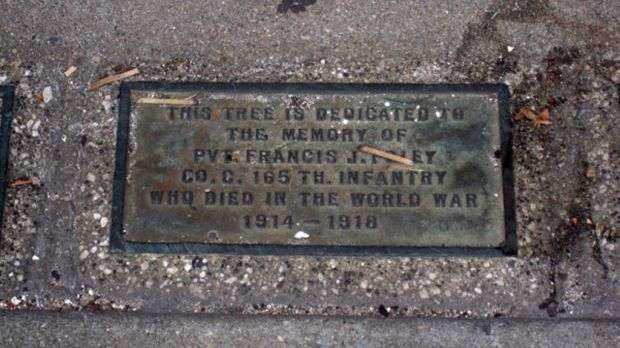 THIS TREE IS DEDICATED TO
THE MEMORY OF
PVT. FRANCIS J. FOLEY
CO. C. 165 TH. INFANTRY
WHO DIED IN THE WORLD WAR
1914 — 1918